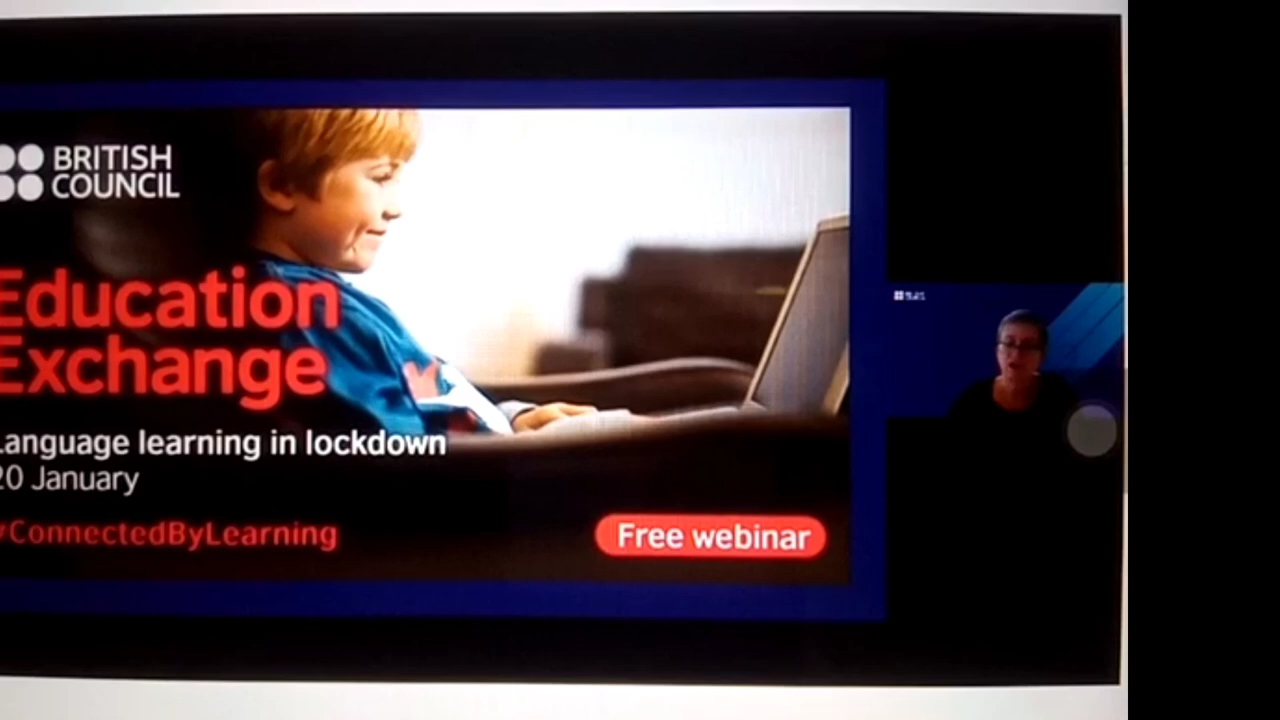 BRITISH
COUNCIL
Education
Exchange
Language learning in lockdown
20 January
#ConnectedByLearning
Free webinar